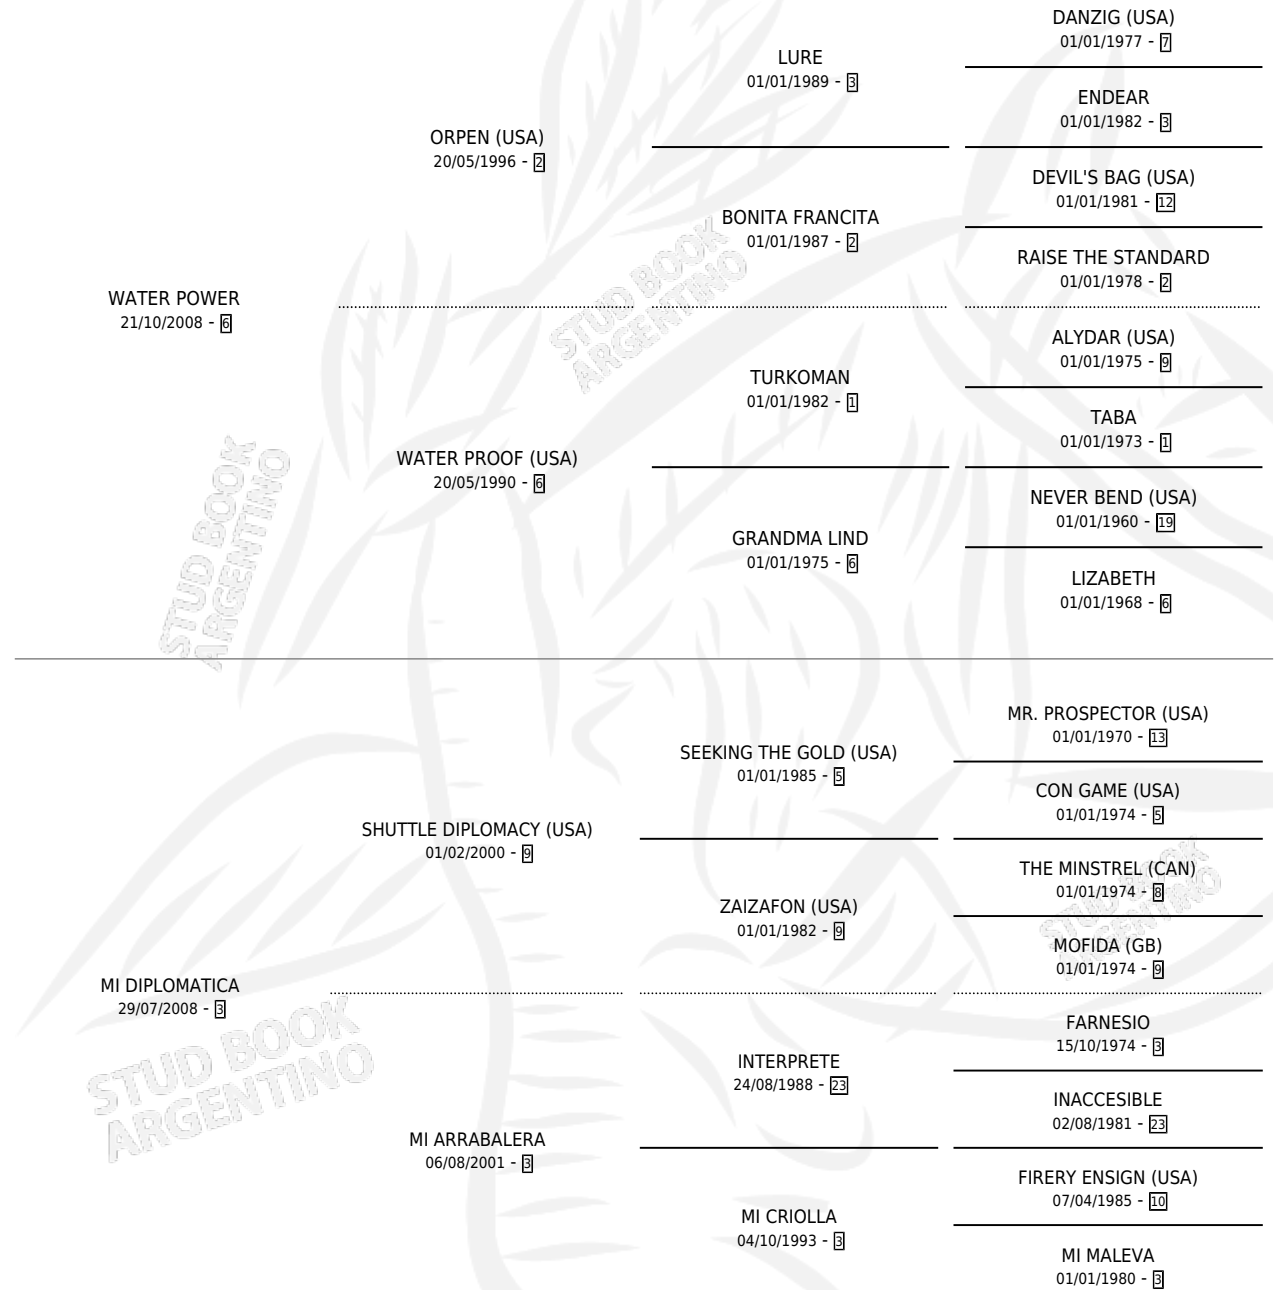 DANZIG (USA)
01/01/1977 - 7
LURE
01/01/1989 - 3
ENDEAR
01/01/1982 - 3
ORPEN (USA)
20/05/1996 - 2
DEVIL'S BAG (USA)
01/01/1981 - 12
BONITA FRANCITA
01/01/1987 - 2
RAISE THE STANDARD
01/01/1978 - 2
WATER POWER
21/10/2008 - 6
STUD BOOK
ARGENTINO
ALYDAR (USA)
01/01/1975 - 9
TURKOMAN
01/01/1982 - 1
TABA
01/01/1973 - 1
WATER PROOF (USA)
20/05/1990 - 6
NEVER BEND (USA)
01/01/1960 - 19
GRANDMA LIND
01/01/1975 - 6
LIZABETH
01/01/1968 - 6
STUD BOOK
ARGENTINO
MR. PROSPECTOR (USA)
01/01/1970 - 13
SEEKING THE GOLD (USA)
01/01/1985 - 5
CON GAME (USA)
01/01/1974 - 5
SHUTTLE DIPLOMACY (USA)
01/02/2000 - 9
THE MINSTREL (CAN)
01/01/1974 - 8
ZAIZAFON (USA)
01/01/1982 - 9
MOFIDA (GB)
01/01/1974 - 9
STUD BOOK
ARGENTINO
MI DIPLOMATICA
29/07/2008 - 3
STUD BOOK
ARGENTINO
FARNESIO
15/10/1974 - 3
INTERPRETE
24/08/1988 - 23
INACCESIBLE
02/08/1981 - 23
MI ARRABALERA
06/08/2001 - 3
FIRERY ENSIGN (USA)
07/04/1985 - 10
MI CRIOLLA
04/10/1993 - 3
MI MALEVA
01/01/1980 - 3